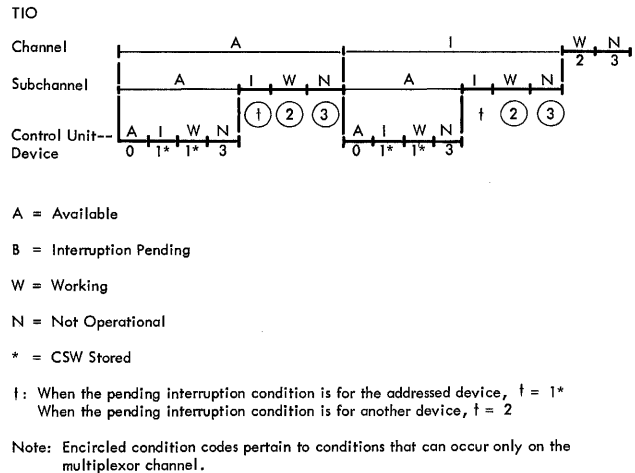 TIO
Channel A I W N
2 3
Subchannel A I W N A I W N
† 2 3 † 2 3
Control Unit-- A I W N A I W N
Device 0 1* 1* 3 0 1* 1* 3
A = Available
B = Interruption Pending
W = Working
N = Not Operational
* = CSW Stored
† : When the pending interruption condition is for the addressed device, † = 1*
When the pending interruption condition is for another device, † = 2
Note: Encircled condition codes pertain to conditions that can occur only on the
multiplexor channel.